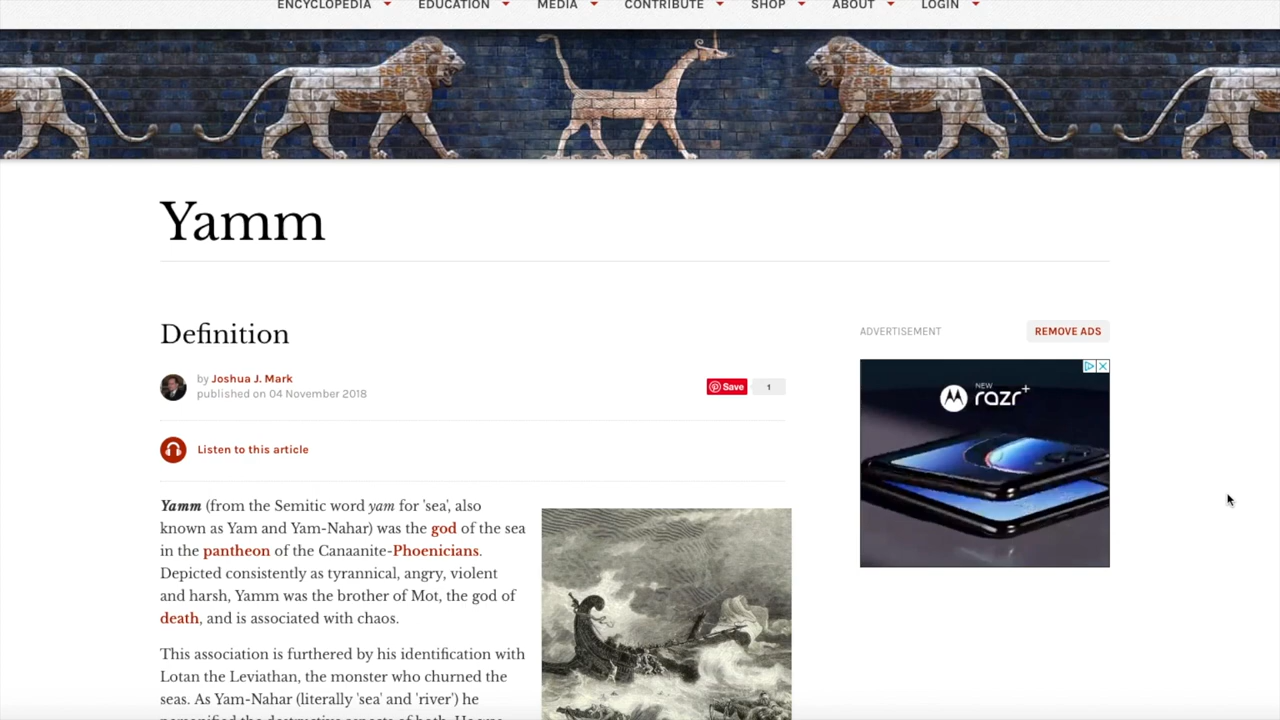 ENCYCLOPEDIA EDUCATION MEDIA CONTRIBUTE SHOP ABOUT LOGIN
Yamm
Definition
by Joshua J. Mark
published on 04 November 2018
Save 1
Listen to this article
Yamm (from the Semitic word yam for 'sea', also
known as Yam and Yam-Nahar) was the god of the sea
in the pantheon of the Canaanite-Phoenicians.
Depicted consistently as tyrannical, angry, violent
and harsh, Yamm was the brother of Mot, the god of
death, and is associated with chaos.
This association is furthered by his identification with
Lotan the Leviathan, the monster who churned the
seas. As Yam-Nahar (literally 'sea' and 'river') he
ADVERTISEMENT REMOVE ADS
NEW
razr+